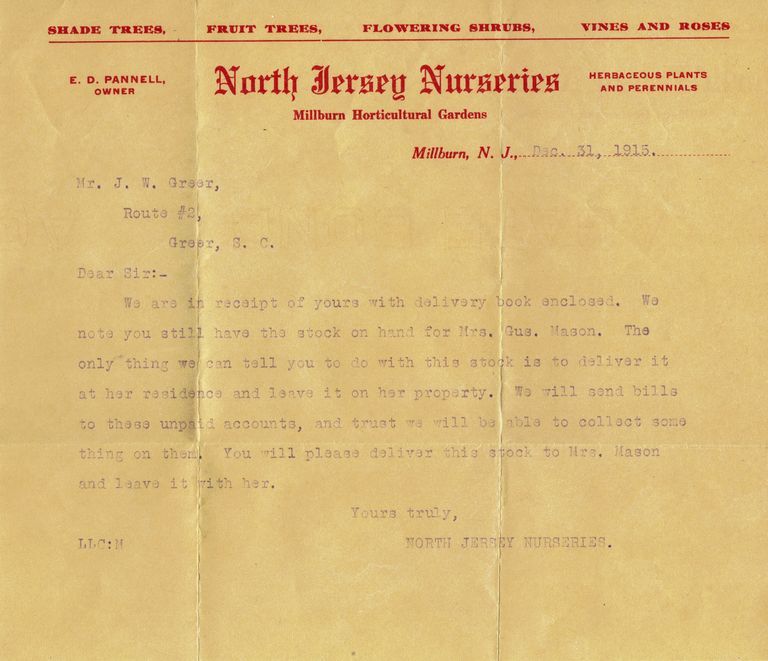 SHADE TREES, FRUIT TREES, FLOWERING SHRUBS, VINES AND ROSES
E. D. PANNELL,
OWNER
North Jersey Nurseries
Millburn Horticultural Gardens
HERBACEOUS PLANTS
AND PERENNIALS
Millburn, N. J., Dec. 31, 1915.
Mr. J. W. Greer,
Route #2,
Greer, S. C.
Dear Sir:-
We are in receipt of yours with delivery book enclosed. We
note you still have the stock on hand for Mrs. Gus. Mason. The
only thing we can tell you to do with this stock is to deliver it
at her residence and leave it on her property. We will send bills
to these unpaid accounts, and trust we will be able to collect some
thing on them. You will please deliver this stock to Mrs. Mason
and leave it with her.
Yours truly,
LLC:M NORTH JERSEY NURSERIES.